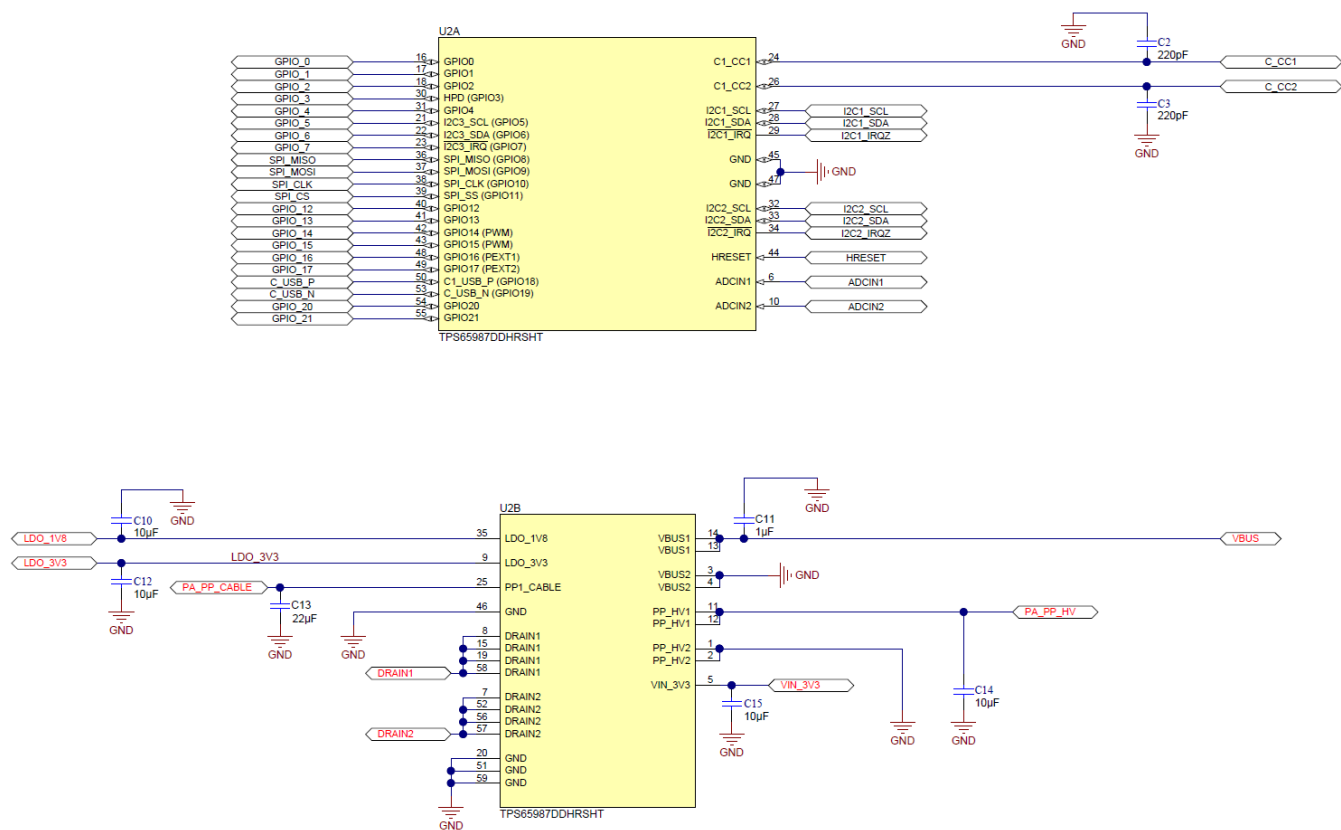 U2A
GPIO_0 16 GPIO0 C1_CC1 24 C_CC1
GPIO_1 17 GPIO1
GPIO_2 18 GPIO2 C1_CC2 26 C_CC2
GPIO_3 30 HPD (GPIO3)
GPIO_4 31 GPIO4 I2C1_SCL 27 I2C1_SCL
GPIO_5 21 I2C3_SCL (GPIO5) I2C1_SDA 28 I2C1_SDA
GPIO_6 22 I2C3_SDA (GPIO6) I2C1_IRQ 29 I2C1_IRQZ
GPIO_7 23 I2C3_IRQ (GPIO7)
SPI_MISO 36 SPI_MISO (GPIO8) GND 45
SPI_MOSI 37 SPI_MOSI (GPIO9) GND
SPI_CLK 38 SPI_CLK (GPIO10) GND 47
SPI_CS 39 SPI_SS (GPIO11)
GPIO_12 40 GPIO12 I2C2_SCL 32 I2C2_SCL
GPIO_13 41 GPIO13 I2C2_SDA 33 I2C2_SDA
GPIO_14 42 GPIO14 (PWM) I2C2_IRQ 34 I2C2_IRQZ
GPIO_15 43 GPIO15 (PWM)
GPIO_16 48 GPIO16 (PEXT1) HRESET 44 HRESET
GPIO_17 49 GPIO17 (PEXT2)
C_USB_P 50 C1_USB_P (GPIO18) ADCIN1 6 ADCIN1
C_USB_N 53 C_USB_N (GPIO19)
GPIO_20 54 GPIO20 ADCIN2 10 ADCIN2
GPIO_21 55 GPIO21
TPS65987DDHRSHT
GND
C2
220pF
C3
220pF
GND
U2B
GND
C10
10µF
LDO_1V8 35 LDO_1V8
LDO_3V3 LDO_3V3 9 LDO_3V3
C12
10µF
GND
PA_PP_CABLE 25 PP1_CABLE
C13
22µF
GND
46 GND
GND
8 DRAIN1
15 DRAIN1
19 DRAIN1
DRAIN1 58 DRAIN1
7 DRAIN2
52 DRAIN2
56 DRAIN2
DRAIN2 57 DRAIN2
20 GND
51 GND
59 GND
GND
GND
C11
1µF
VBUS1 14 VBUS
VBUS1 13
VBUS2 3 GND
VBUS2 4
PP_HV1 11 PA_PP_HV
PP_HV1 12
PP_HV2 1
PP_HV2 2
VIN_3V3 5 VIN_3V3
C15
10µF
GND
GND
C14
10µF
GND
TPS65987DDHRSHT